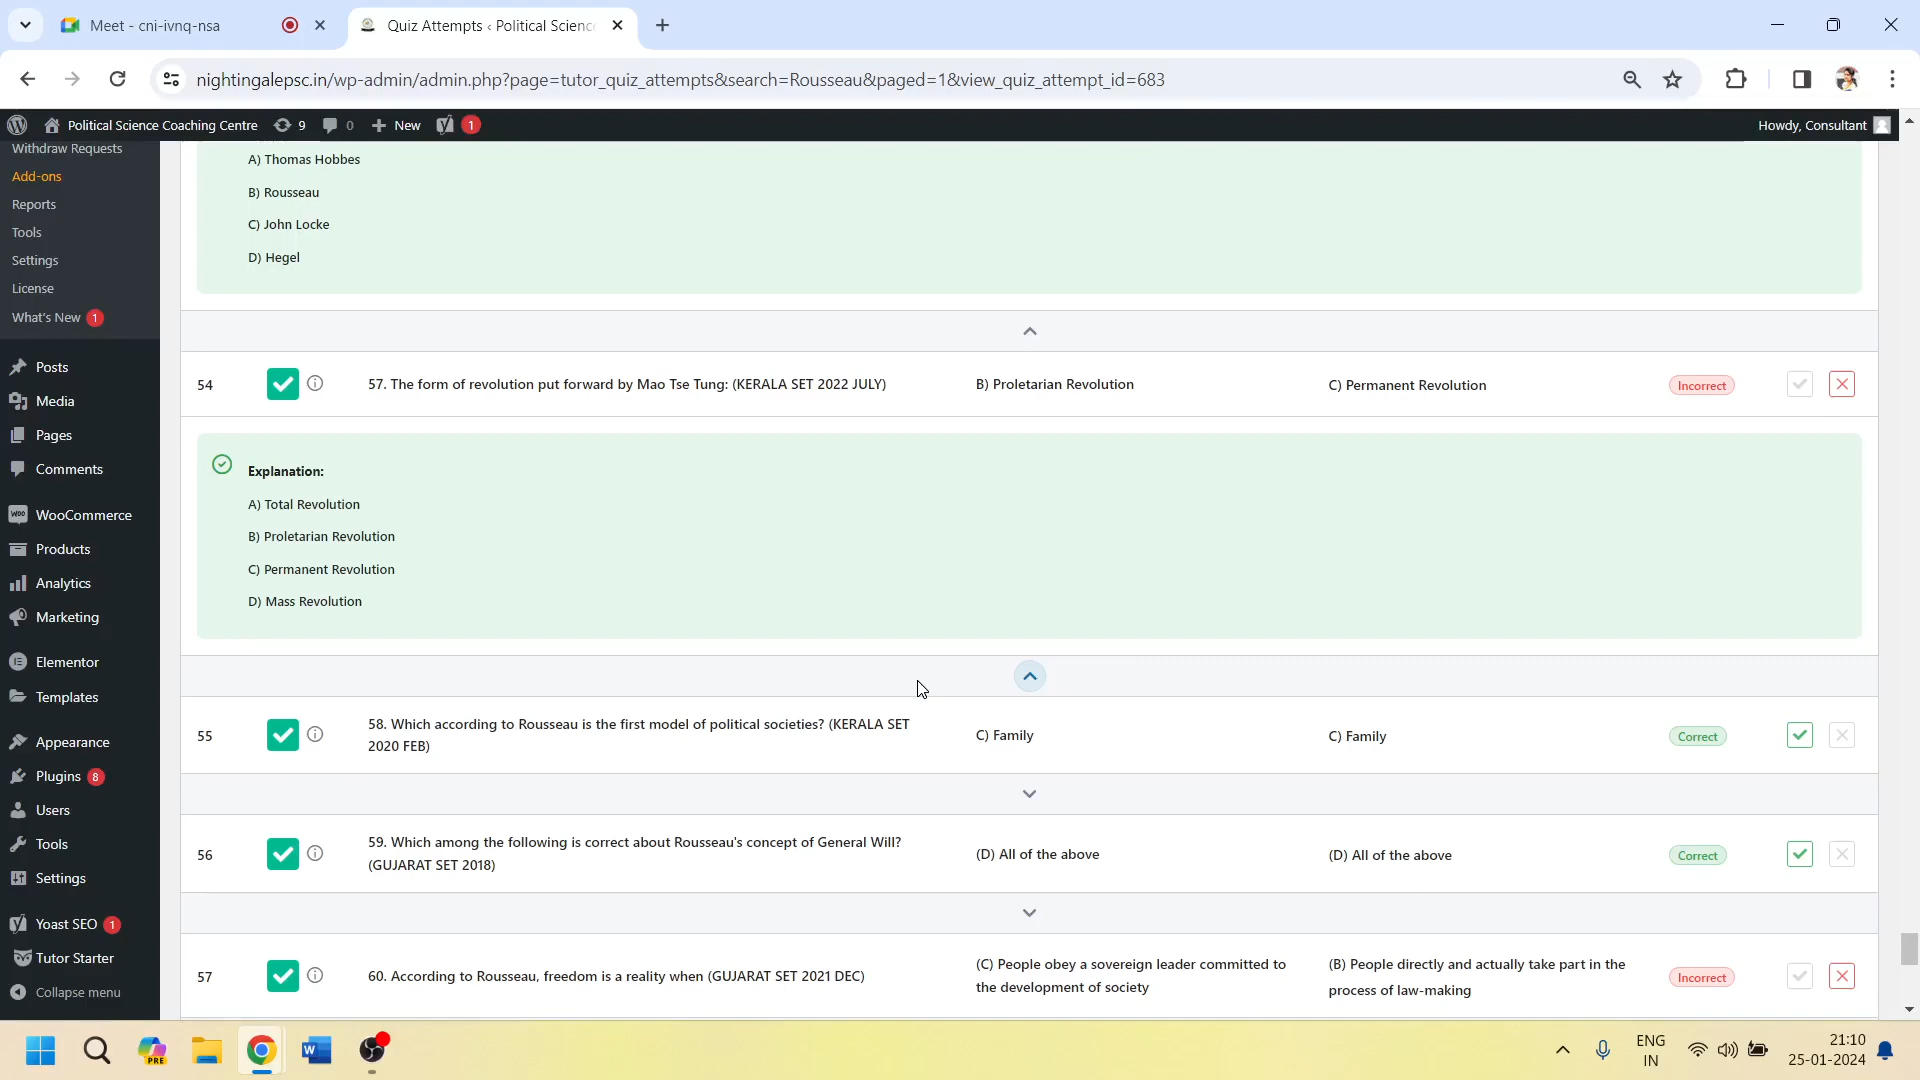 Meet - cni-ivnq-nsa
Quiz Attempts ‹ Political Science
nightingalepsc.in/wp-admin/admin.php?page=tutor_quiz_attempts&search=Rousseau&paged=1&view_quiz_attempt_id=683
Political Science Coaching Centre 9 0 New 1 Howdy, Consultant
Withdraw Requests
Add-ons
Reports
Tools
Settings
License
What's New 1
Posts
Media
Pages
Comments
WooCommerce
Products
Analytics
Marketing
Elementor
Templates
Appearance
Plugins 8
Users
Tools
Settings
Yoast SEO 1
Tutor Starter
Collapse menu
A) Thomas Hobbes
B) Rousseau
C) John Locke
D) Hegel
54 57. The form of revolution put forward by Mao Tse Tung: (KERALA SET 2022 JULY) B) Proletarian Revolution C) Permanent Revolution Incorrect
Explanation:
A) Total Revolution
B) Proletarian Revolution
C) Permanent Revolution
D) Mass Revolution
55 58. Which according to Rousseau is the first model of political societies? (KERALA SET
2020 FEB) C) Family C) Family Correct
56 59. Which among the following is correct about Rousseau's concept of General Will?
(GUJARAT SET 2018) (D) All of the above (D) All of the above Correct
57 60. According to Rousseau, freedom is a reality when (GUJARAT SET 2021 DEC) (C) People obey a sovereign leader committed to
the development of society (B) People directly and actually take part in the
process of law-making Incorrect
PRE
ENG
IN
21:10
25-01-2024